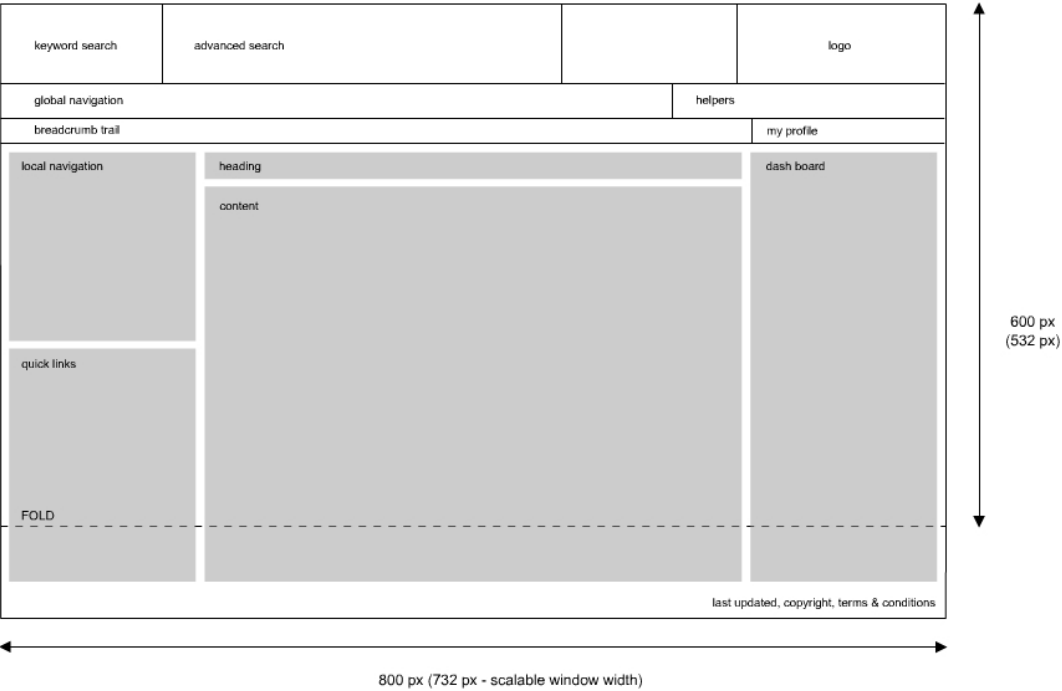 keyword search
advanced search
logo
global navigation
helpers
breadcrumb trail
my profile
local navigation
heading
dash board
content
600 px
(532 px)
quick links
FOLD
last updated, copyright, terms & conditions
800 px (732 px - scalable window width)